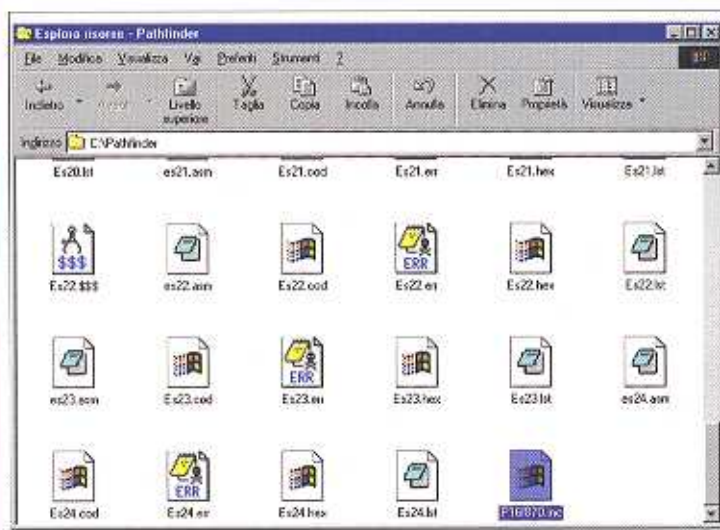 Esplora risorse - Pathfinder
File Modifica Visualizza Vai Preferiti Strumenti ?
Indietro Livello superiore Taglia Copia Incolla Annulla Elimina Proprietà Visualizza
Indirizzo C:\Pathfinder
Es20.lst es21.asm Es21.cod Es21.err Es21.hex Es21.lst
$$$ ERR
Es22.$$$ es22.asm Es22.cod Es22.err Es22.hex Es22.lst
ERR
es23.asm Es23.cod Es23.err Es23.hex Es23.lst es24.asm
ERR
Es24.cod Es24.err Es24.hex Es24.lst P16f870.inc